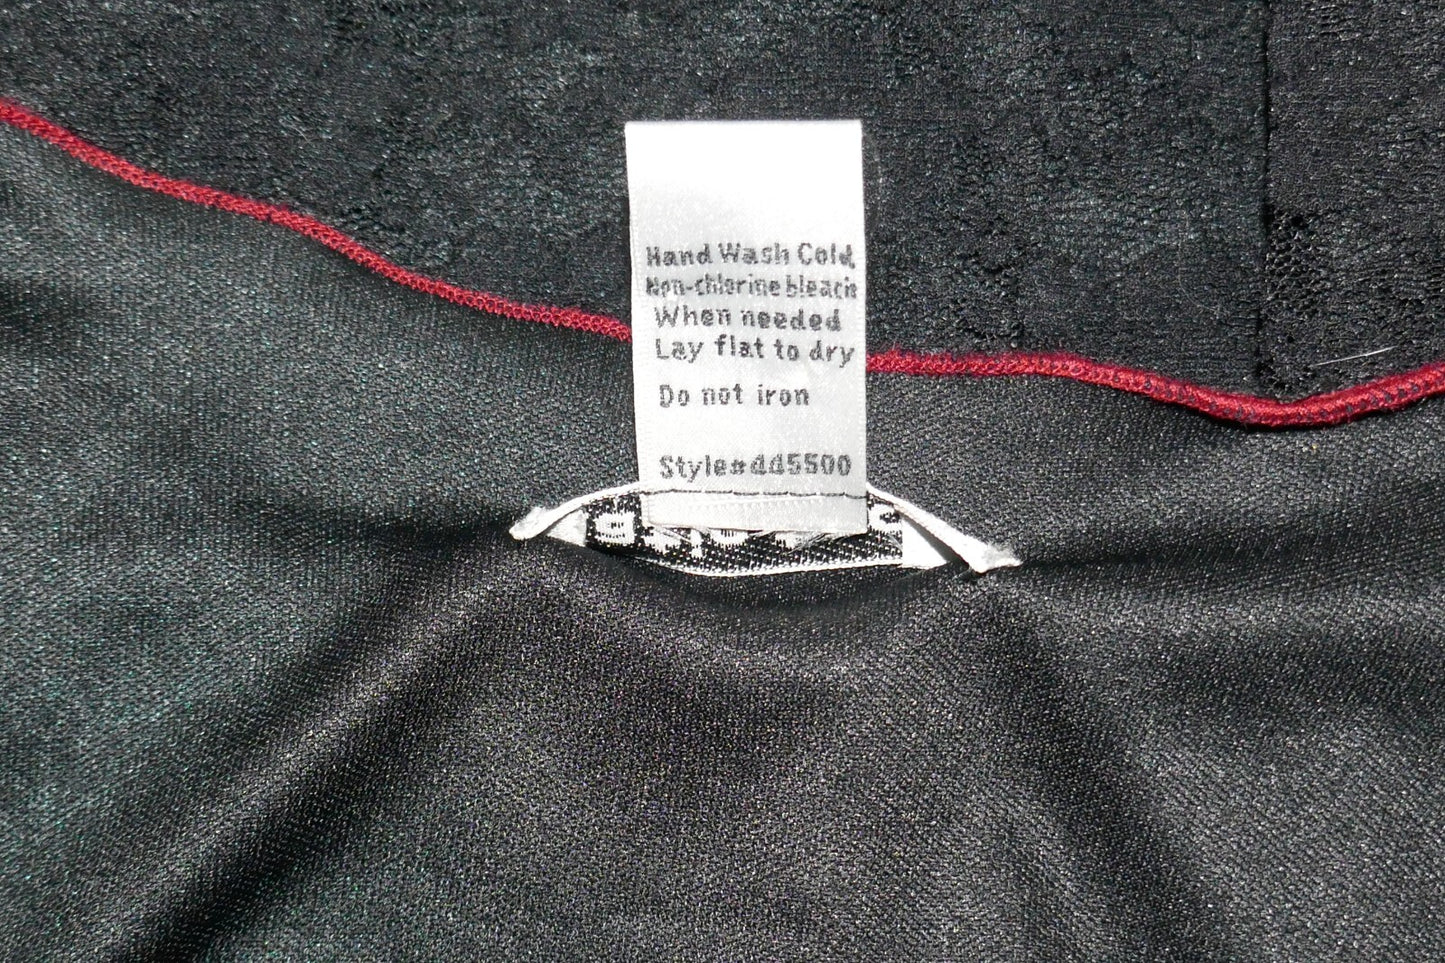 Hand Wash Cold,
Non-chlorine bleach
When needed
Lay flat to dry
Do not iron
Style#dd5500